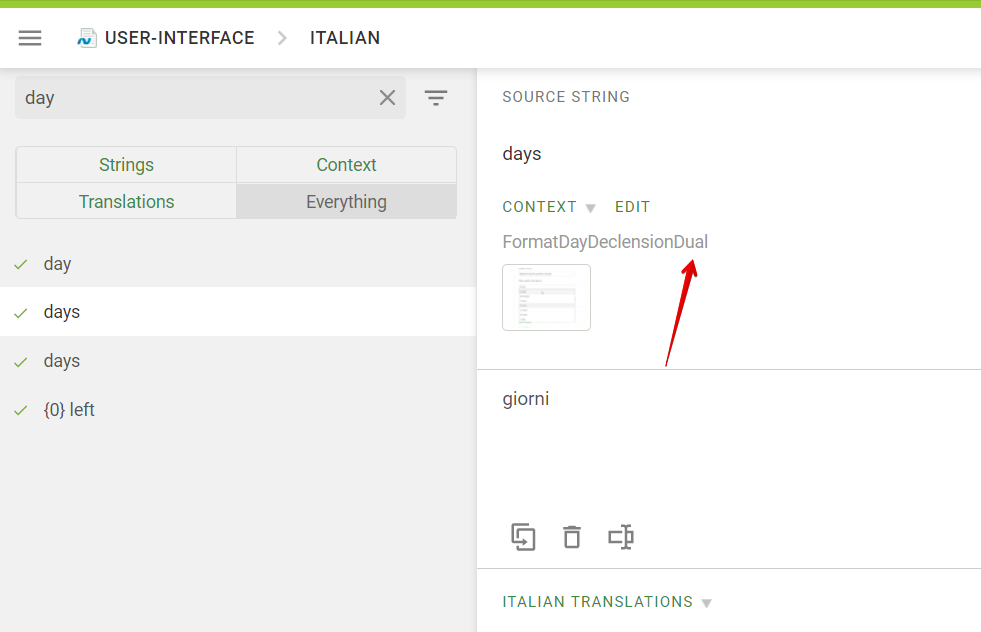 USER-INTERFACE > ITALIAN
day
Strings
Context
Translations
Everything
day
days
days
{0} left
SOURCE STRING
days
CONTEXT EDIT
FormatDayDeclensionDual
giorni
ITALIAN TRANSLATIONS